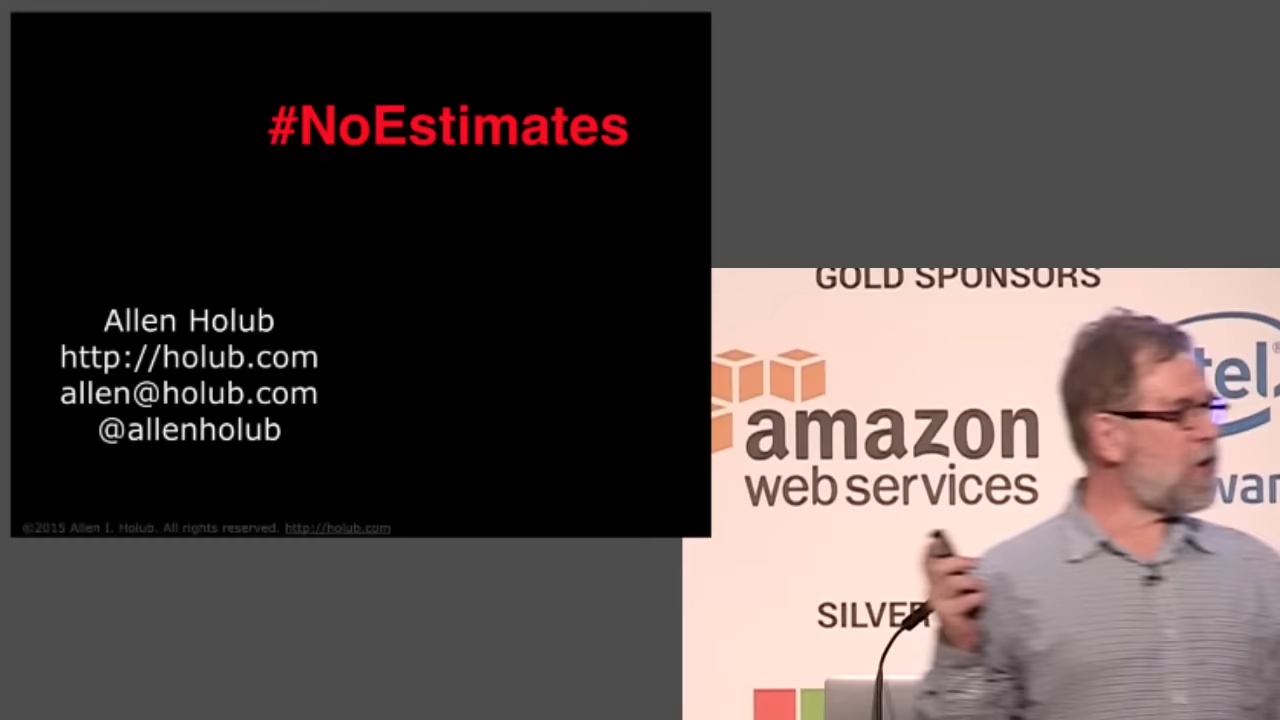 #NoEstimates
Allen Holub
http://holub.com
allen@holub.com
@allenholub
©2015 Allen I. Holub. All rights reserved. http://holub.com
GOLD SPONSORS
amazon
web services
SILVER